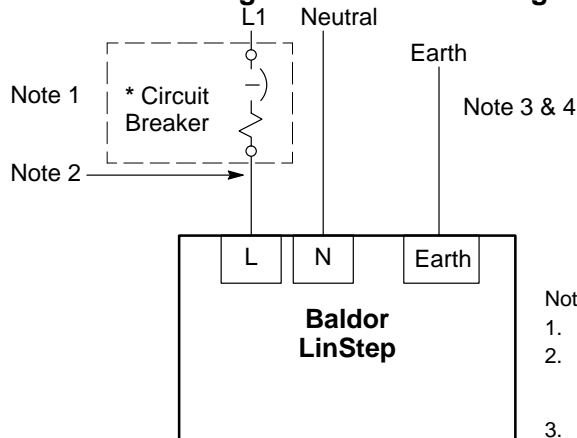 L1 Neutral
Earth
Note 1
* Circuit
Breaker
Note 3 & 4
Note 2
L N Earth
Baldor
LinStep
1.
2.
3.